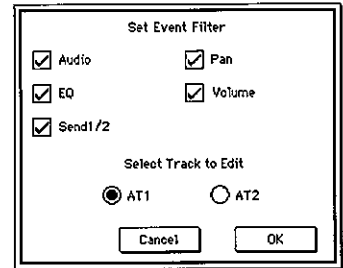 Set Event Filter
Audio Pan
EQ Volume
Send1/2
Select Track to Edit
AT1 AT2
Cancel OK